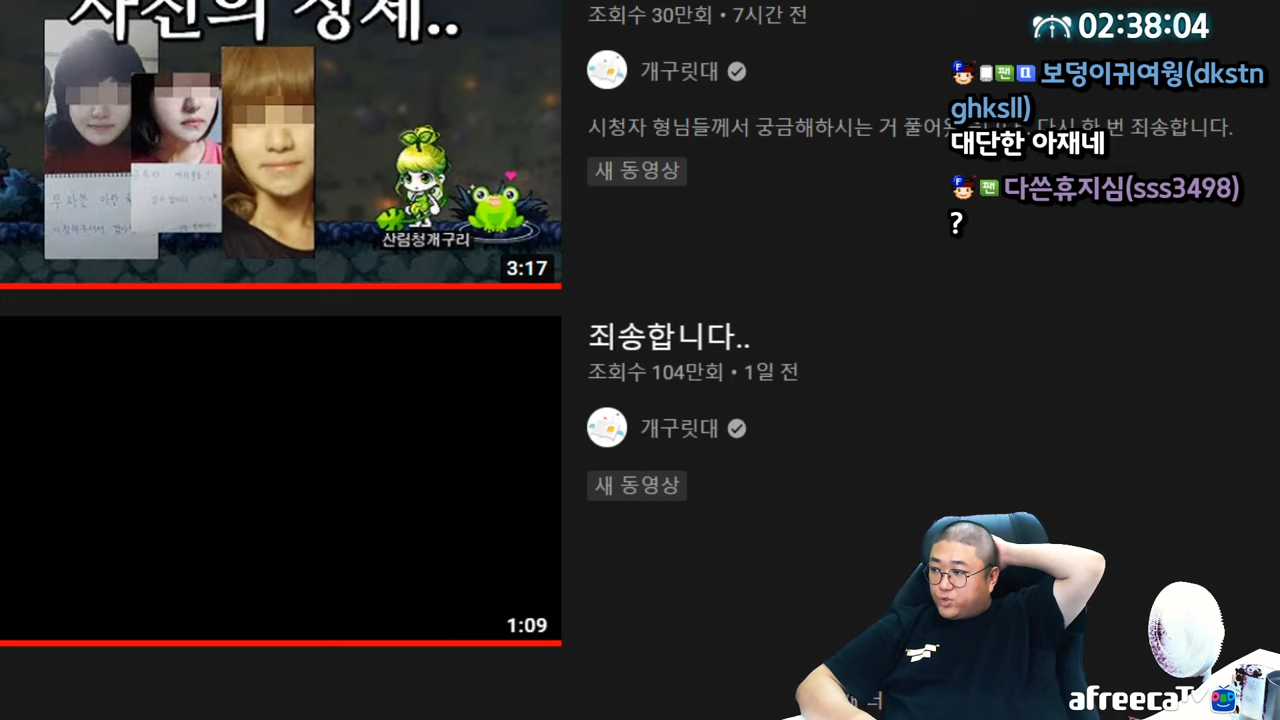 사진의 정체..
조회수 30만회 • 7시간 전
개구릿대
시청자 형님들께서 궁금해하시는 거 풀어
다시 한 번 죄송합니다.
새 동영상
산림청개구리
3:17
죄송합니다..
조회수 104만회 • 1일 전
개구릿대
새 동영상
1:09
02:38:04
보덩이귀여웡(dkstn
ghksll)
대단한 아재네
다쓴휴지심(sss3498)
?
afreecaTV